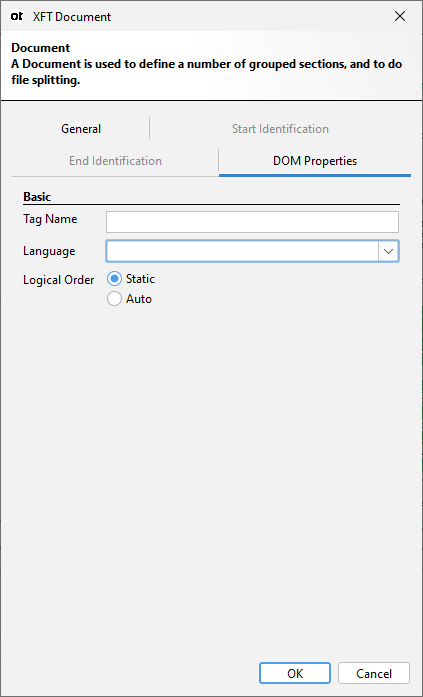 ot XFT Document
Document
A Document is used to define a number of grouped sections, and to do
file splitting.
General
Start Identification
End Identification
DOM Properties
Basic
Tag Name
Language
Logical Order
Static
Auto
OK
Cancel